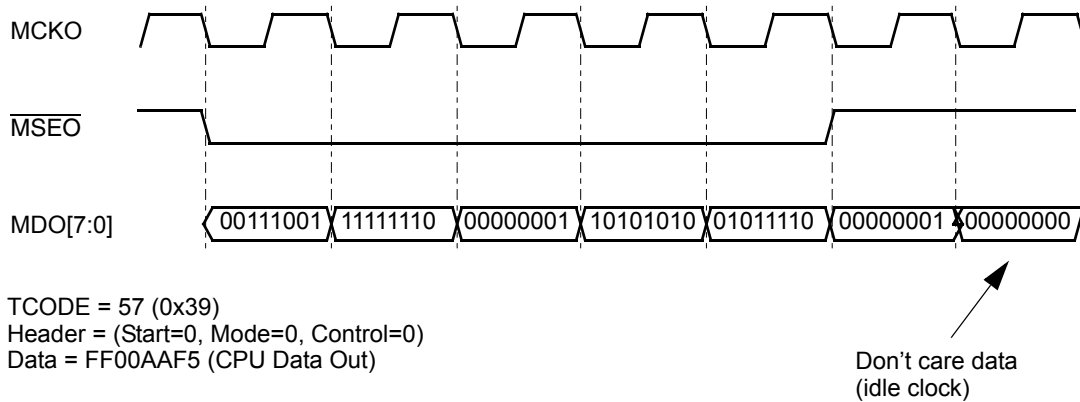 MCKO
MSEO
MDO[7:0]
00111001 11111110 00000001 10101010 01011110 00000001 00000000
TCODE = 57 (0x39)
Header = (Start=0, Mode=0, Control=0)
Data = FF00AAF5 (CPU Data Out)
Don’t care data
(idle clock)